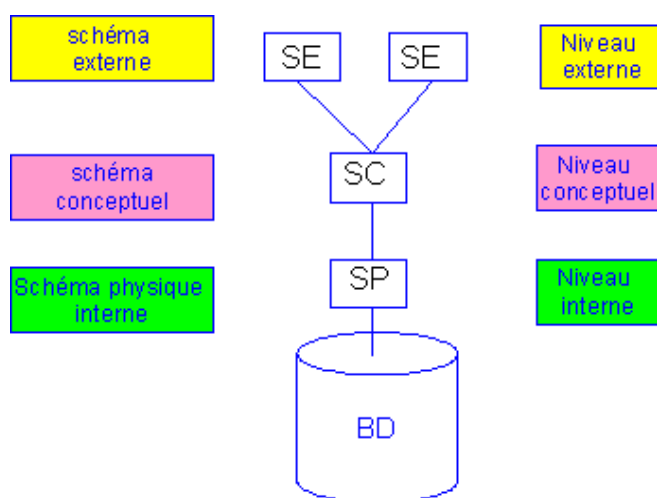 schéma
externe
SE
SE
Niveau
externe
schéma
conceptuel
SC
Niveau
conceptuel
Schéma physique
interne
SP
Niveau
interne
BD